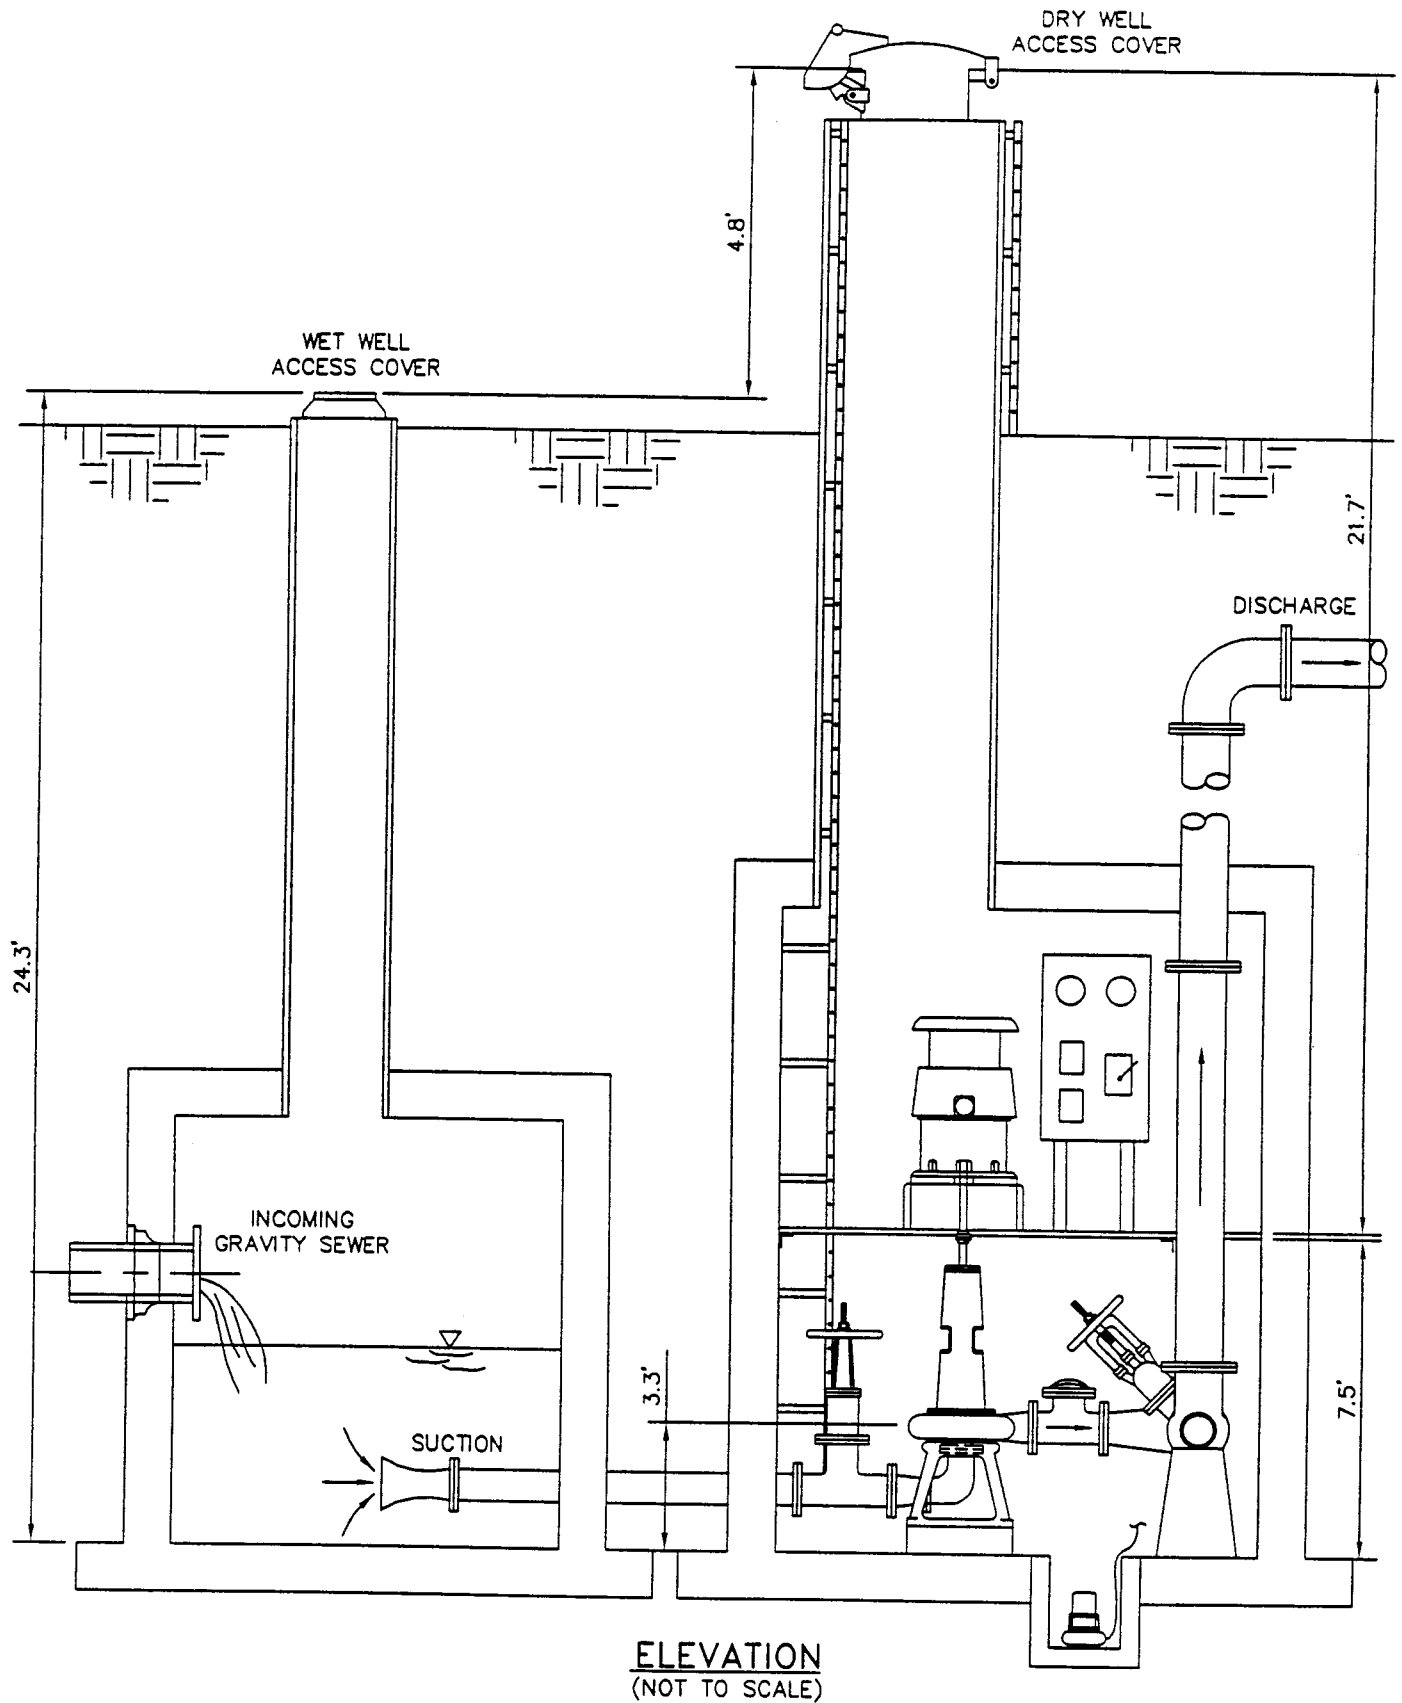 DRY WELL
ACCESS COVER
4.8'
WET WELL
ACCESS COVER
21.7'
DISCHARGE
24.3'
INCOMING
GRAVITY SEWER
3.3'
7.5'
SUCTION
ELEVATION
(NOT TO SCALE)